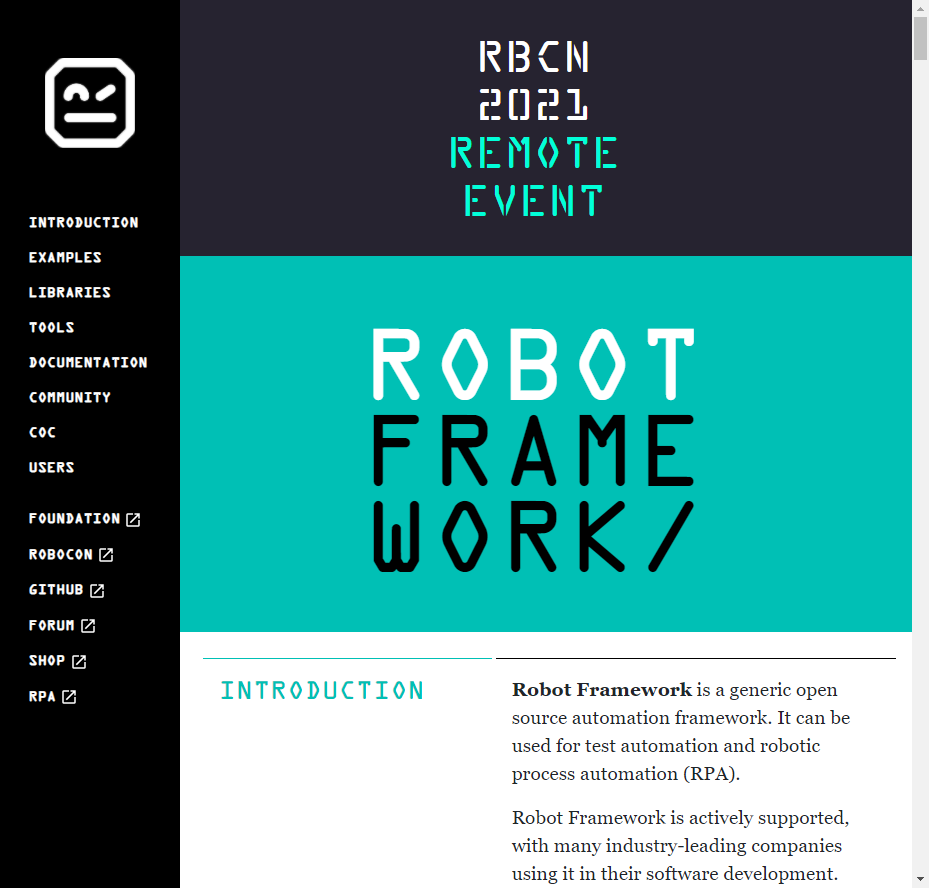 RBCN
2021
REMOTE
EVENT
INTRODUCTION
EXAMPLES
LIBRARIES
TOOLS
DOCUMENTATION
COMMUNITY
COC
USERS
FOUNDATION
ROBOCON
GITHUB
FORUM
SHOP
RPA
ROBOT
FRAME
WORK/
INTRODUCTION
Robot Framework is a generic open
source automation framework. It can be
used for test automation and robotic
process automation (RPA).
Robot Framework is actively supported,
with many industry-leading companies
using it in their software development.